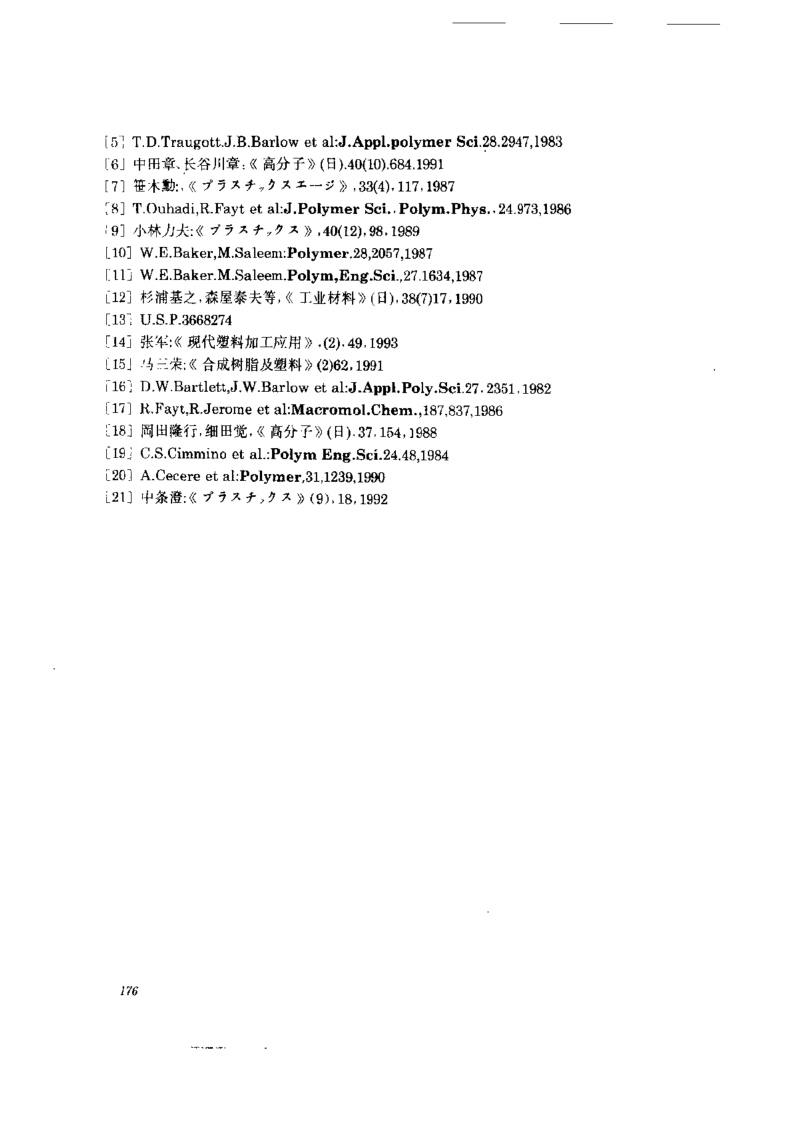 [5] T.D.Traugott.J.B.Barlow et al:J.Appl.polymer Sci.28.2947,1983
[6] 中田章、长谷川章:《高分子》(日).40(10).684.1991
[7] 笹木勳:,《プラスチックスエージ》,33(4),117,1987
[8] T.Ouhadi,R.Fayt et al:J.Polymer Sci.,Polym.Phys.,24.973,1986
[9] 小林力夫:《プラスチックス》,40(12),98,1989
[10] W.E.Baker,M.Saleem:Polymer,28,2057,1987
[11] W.E.Baker.M.Saleem.Polym,Eng.Sci.,27.1634,1987
[12] 杉浦基之,森屋泰夫等,《工业材料》(日),38(7)17,1990
[13] U.S.P.3668274
[14] 张军:《现代塑料加工应用》.(2).49.1993
[15] 马三荣:《合成树脂及塑料》(2)62,1991
[16] D.W.Bartlett,J.W.Barlow et al:J.Appl.Poly.Sci.27.2351.1982
[17] R.Fayt,R.Jerome et al:Macromol.Chem.,187,837,1986
[18] 岡田隆行,细田觉,《高分子》(日).37.154,1988
[19] C.S.Cimmino et al.:Polym Eng.Sci.24.48,1984
[20] A.Cecere et al:Polymer,31,1239,1990
[21] 中条澄:《プラスチックス》(9),18,1992
176